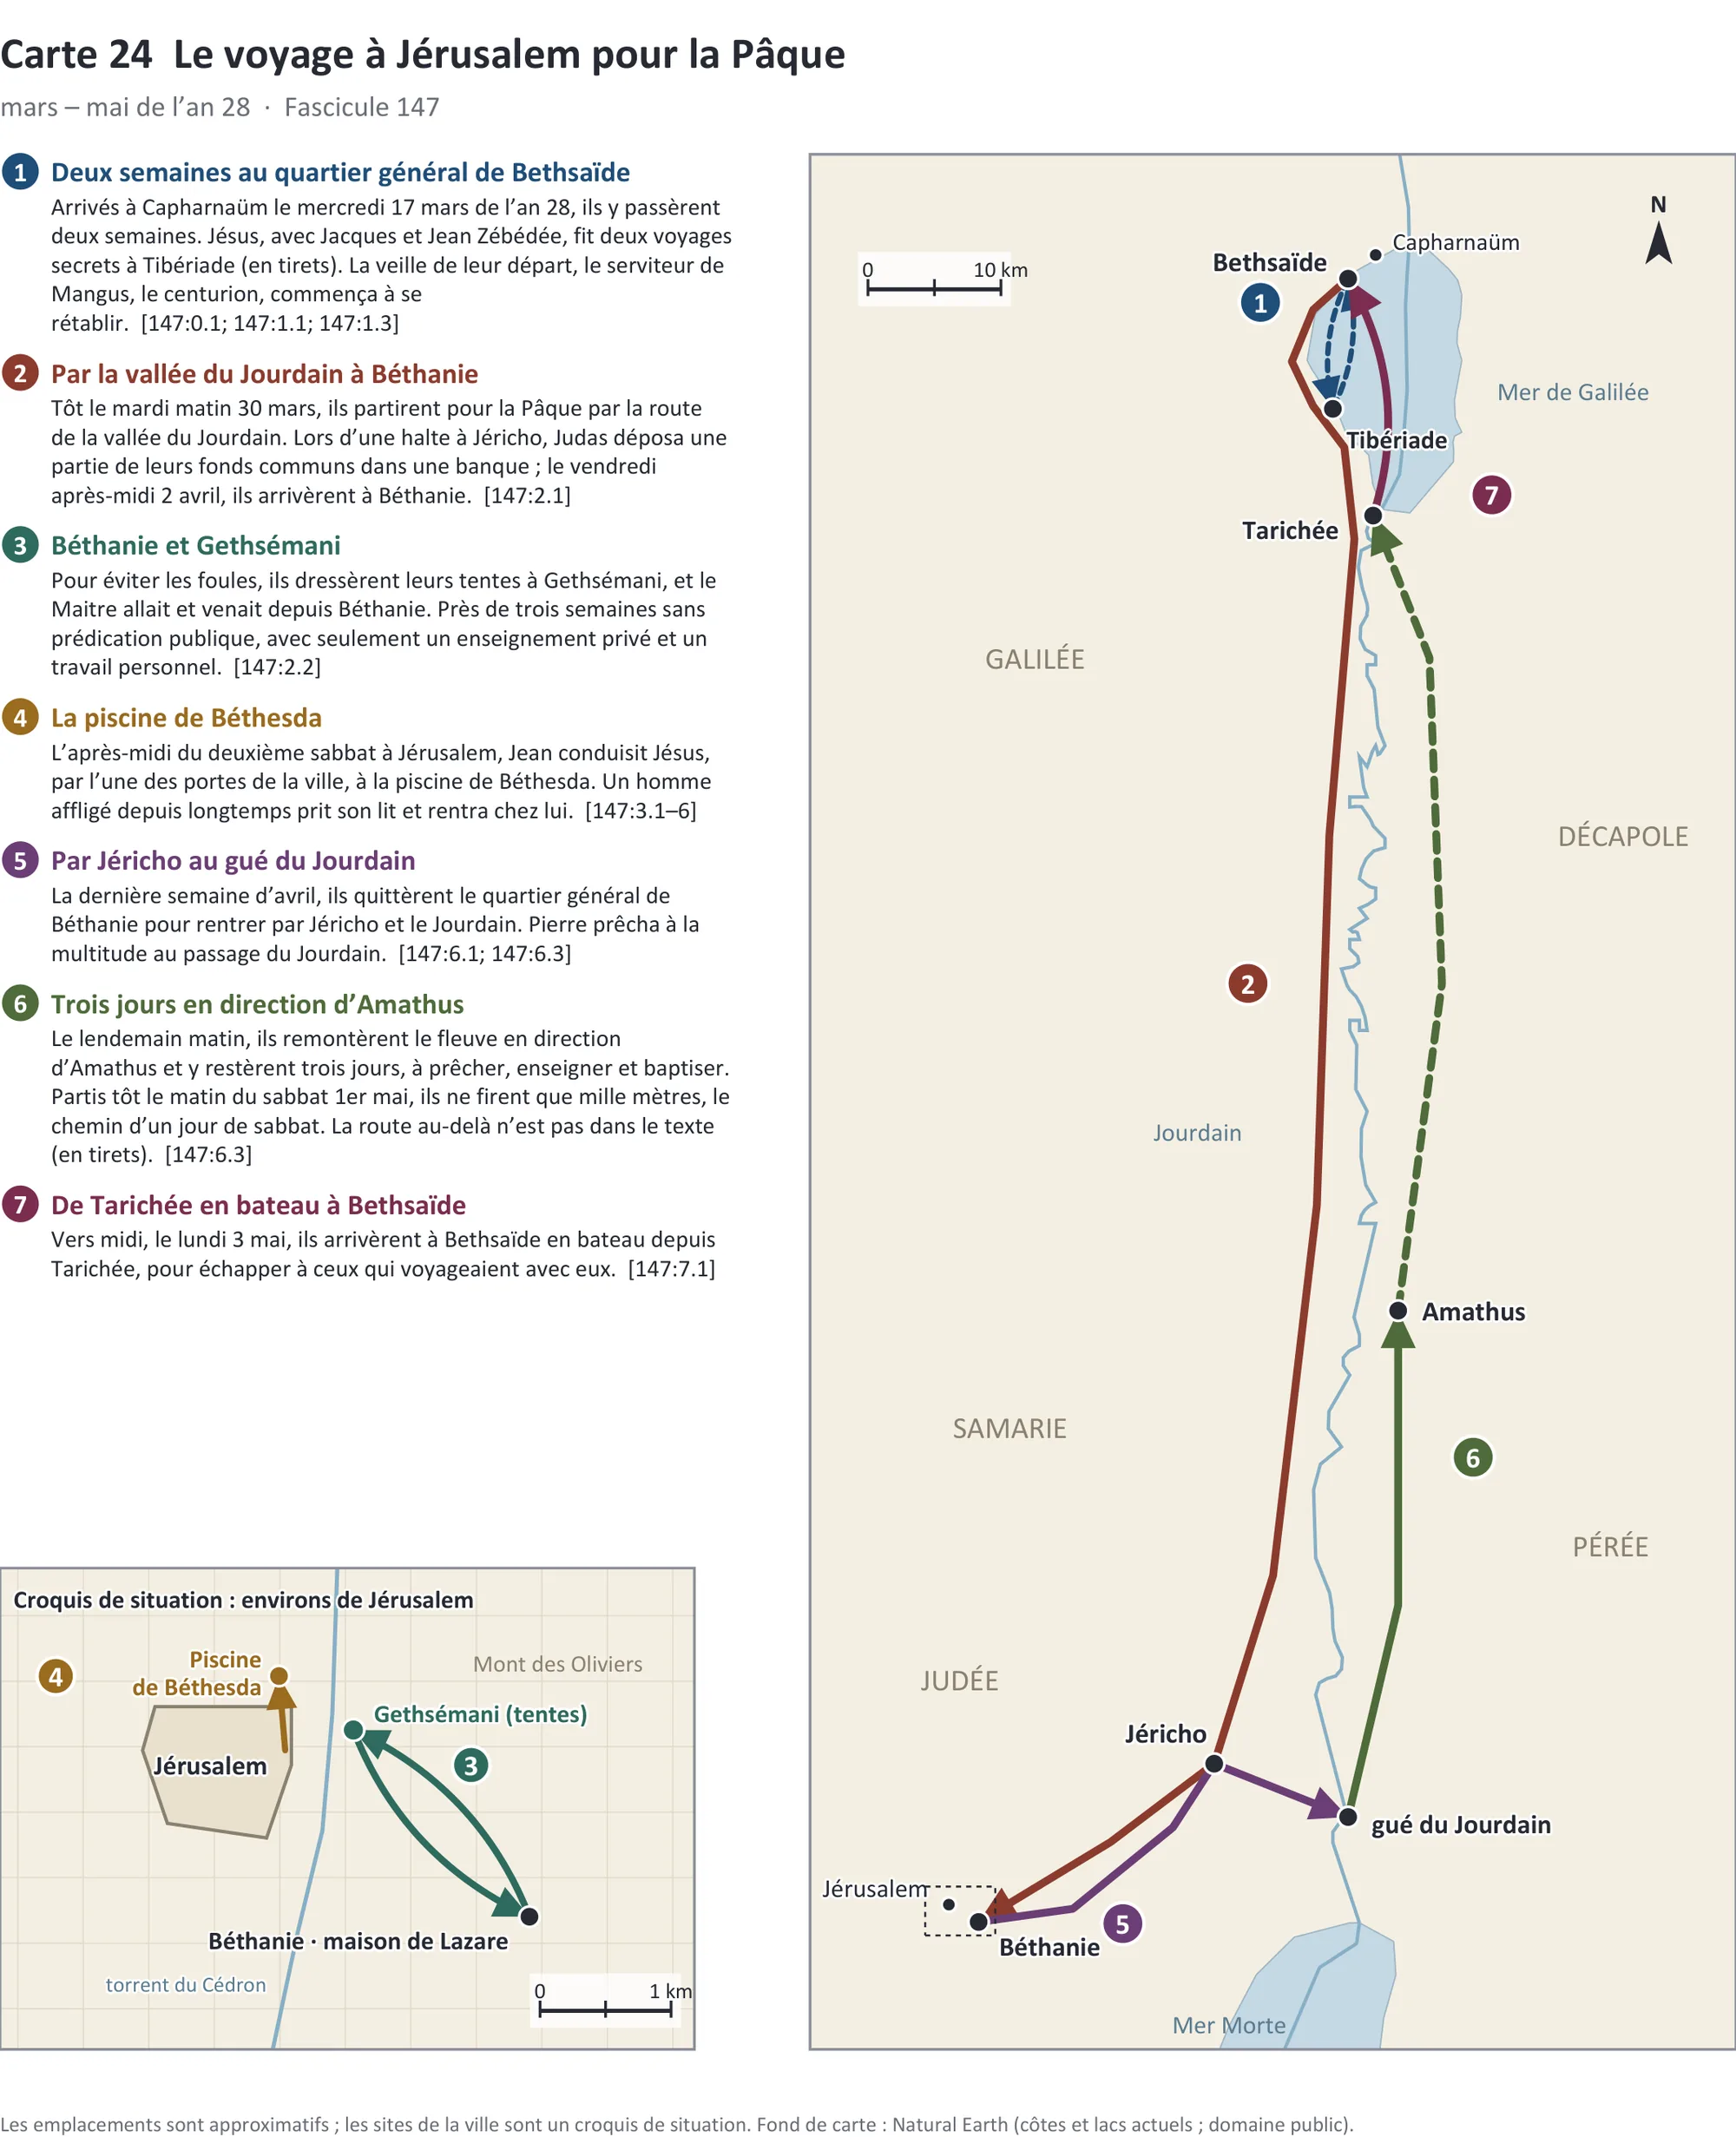 Carte 24  Le voyage à Jérusalem pour la Pâque
mars – mai de l’an 28  ·  Fascicule 147
1 Deux semaines au quartier général de Bethsaïde
Arrivés à Capharnaüm le mercredi 17 mars de l’an 28, ils y passèrent
deux semaines. Jésus, avec Jacques et Jean Zébédée, fit deux voyages
secrets à Tibériade (en tirets). La veille de leur départ, le serviteur de
Mangus, le centurion, commença à se
rétablir.  [147:0.1; 147:1.1; 147:1.3]
2 Par la vallée du Jourdain à Béthanie
Tôt le mardi matin 30 mars, ils partirent pour la Pâque par la route
de la vallée du Jourdain. Lors d’une halte à Jéricho, Judas déposa une
partie de leurs fonds communs dans une banque ; le vendredi
après-midi 2 avril, ils arrivèrent à Béthanie.  [147:2.1]
3 Béthanie et Gethsémani
Pour éviter les foules, ils dressèrent leurs tentes à Gethsémani, et le
Maitre allait et venait depuis Béthanie. Près de trois semaines sans
prédication publique, avec seulement un enseignement privé et un
travail personnel.  [147:2.2]
4 La piscine de Béthesda
L’après-midi du deuxième sabbat à Jérusalem, Jean conduisit Jésus,
par l’une des portes de la ville, à la piscine de Béthesda. Un homme
affligé depuis longtemps prit son lit et rentra chez lui.  [147:3.1–6]
5 Par Jéricho au gué du Jourdain
La dernière semaine d’avril, ils quittèrent le quartier général de
Béthanie pour rentrer par Jéricho et le Jourdain. Pierre prêcha à la
multitude au passage du Jourdain.  [147:6.1; 147:6.3]
6 Trois jours en direction d’Amathus
Le lendemain matin, ils remontèrent le fleuve en direction
d’Amathus et y restèrent trois jours, à prêcher, enseigner et baptiser.
Partis tôt le matin du sabbat 1er mai, ils ne firent que mille mètres, le
chemin d’un jour de sabbat. La route au-delà n’est pas dans le texte
(en tirets).  [147:6.3]
7 De Tarichée en bateau à Bethsaïde
Vers midi, le lundi 3 mai, ils arrivèrent à Bethsaïde en bateau depuis
Tarichée, pour échapper à ceux qui voyageaient avec eux.  [147:7.1]
Croquis de situation : environs de Jérusalem
4
Piscine
de Béthesda
Mont des Oliviers
Gethsémani (tentes)
Jérusalem
3
Béthanie · maison de Lazare
torrent du Cédron
0 1 km
N
Capharnaüm
Bethsaïde
0 10 km
1
Mer de Galilée
Tibériade
7
Tarichée
GALILÉE
DÉCAPOLE
2
Jourdain
Amathus
SAMARIE
6
PÉRÉE
JUDÉE
Jéricho
gué du Jourdain
Jérusalem
5
Béthanie
Mer Morte
Les emplacements sont approximatifs ; les sites de la ville sont un croquis de situation. Fond de carte : Natural Earth (côtes et lacs actuels ; domaine public).